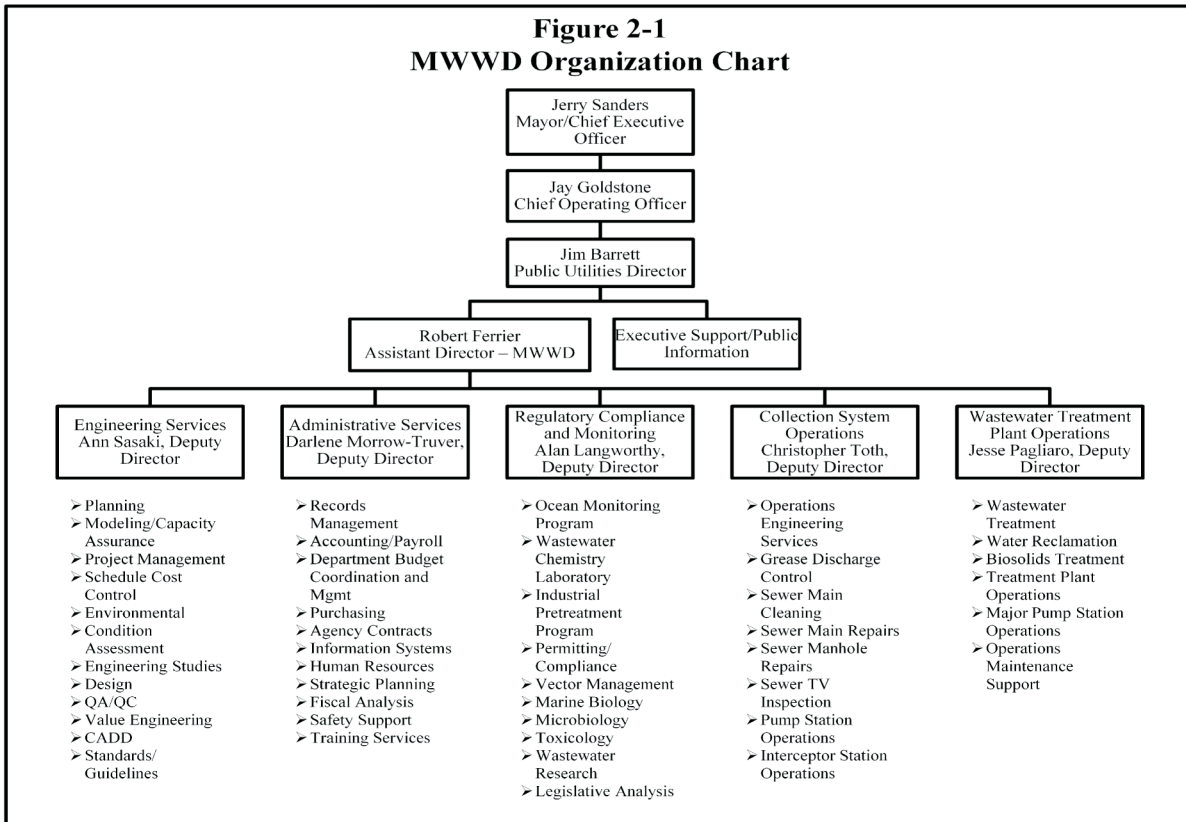 Figure 2-1
MWWD Organization Chart
Jerry Sanders
Mayor/Chief Executive
Officer
Jay Goldstone
Chief Operating Officer
Jim Barrett
Public Utilities Director
Robert Ferrier
Assistant Director – MWWD
Executive Support/Public
Information
Engineering Services
Ann Sasaki, Deputy
Director
➢ Planning
➢ Modeling/Capacity
Assurance
➢ Project Management
➢ Schedule Cost
Control
➢ Environmental
➢ Condition
Assessment
➢ Engineering Studies
➢ Design
➢ QA/QC
➢ Value Engineering
➢ CADD
➢ Standards/
Guidelines
Administrative Services
Darlene Morrow-Truver,
Deputy Director
➢ Records
Management
➢ Accounting/Payroll
➢ Department Budget
Coordination and
Mgmt
➢ Purchasing
➢ Agency Contracts
➢ Information Systems
➢ Human Resources
➢ Strategic Planning
➢ Fiscal Analysis
➢ Safety Support
➢ Training Services
Regulatory Compliance
and Monitoring
Alan Langworthy,
Deputy Director
➢ Ocean Monitoring
Program
➢ Wastewater
Chemistry
Laboratory
➢ Industrial
Pretreatment
Program
➢ Permitting/
Compliance
➢ Vector Management
➢ Marine Biology
➢ Microbiology
➢ Toxicology
➢ Wastewater
Research
➢ Legislative Analysis
Collection System
Operations
Christopher Toth,
Deputy Director
➢ Operations
Engineering
Services
➢ Grease Discharge
Control
➢ Sewer Main
Cleaning
➢ Sewer Main Repairs
➢ Sewer Manhole
Repairs
➢ Sewer TV
Inspection
➢ Pump Station
Operations
➢ Interceptor Station
Operations
Wastewater Treatment
Plant Operations
Jesse Pagliaro, Deputy
Director
➢ Wastewater
Treatment
➢ Water Reclamation
➢ Biosolids Treatment
➢ Treatment Plant
Operations
➢ Major Pump Station
Operations
➢ Operations
Maintenance
Support